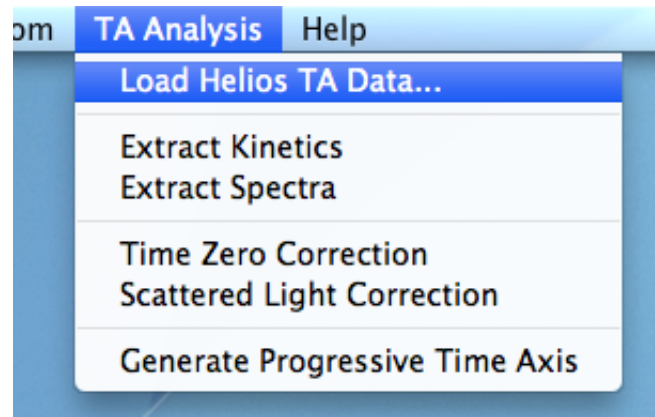 om TA Analysis Help
Load Helios TA Data...
Extract Kinetics
Extract Spectra
Time Zero Correction
Scattered Light Correction
Generate Progressive Time Axis